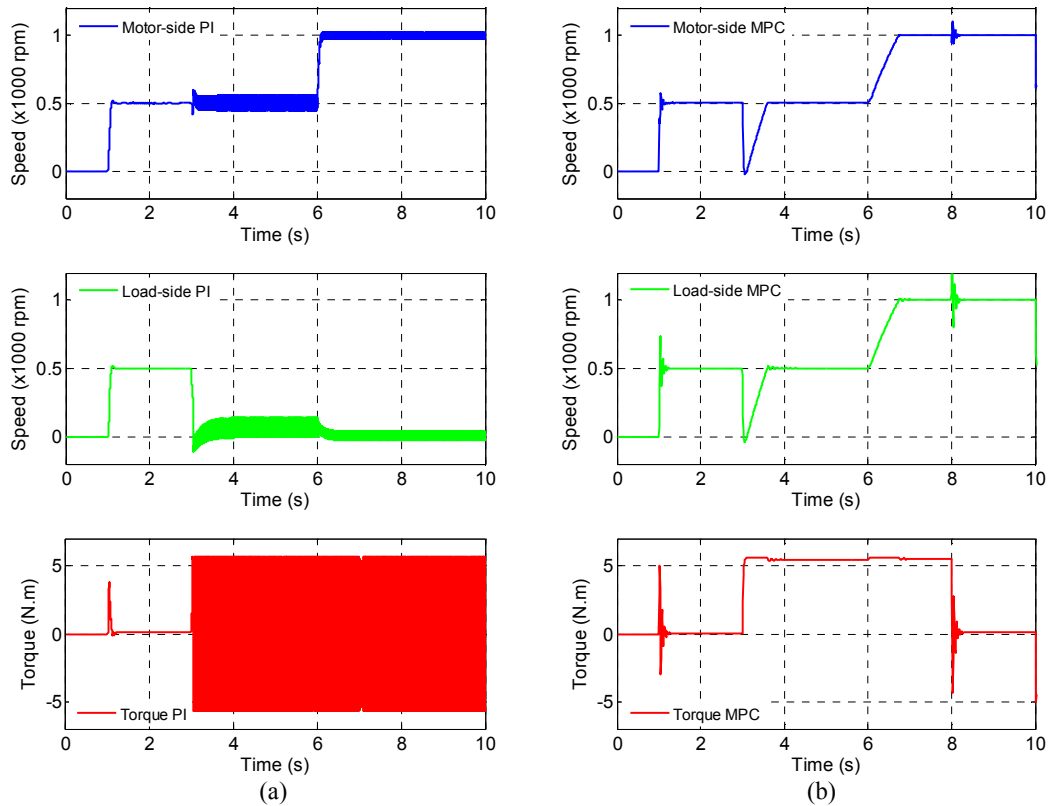 Motor-side PI
1
0.5
0
Speed (x1000 rpm)
0 2 4 6 8 10
Time (s)
Motor-side MPC
1
0.5
0
Speed (x1000 rpm)
0 2 4 6 8 10
Time (s)
Load-side PI
1
0.5
0
Speed (x1000 rpm)
0 2 4 6 8 10
Time (s)
Load-side MPC
1
0.5
0
Speed (x1000 rpm)
0 2 4 6 8 10
Time (s)
5
0
-5
Torque (N.m)
Torque PI
0 2 4 6 8 10
Time (s)
(a)
5
0
-5
Torque (N.m)
Torque MPC
0 2 4 6 8 10
Time (s)
(b)